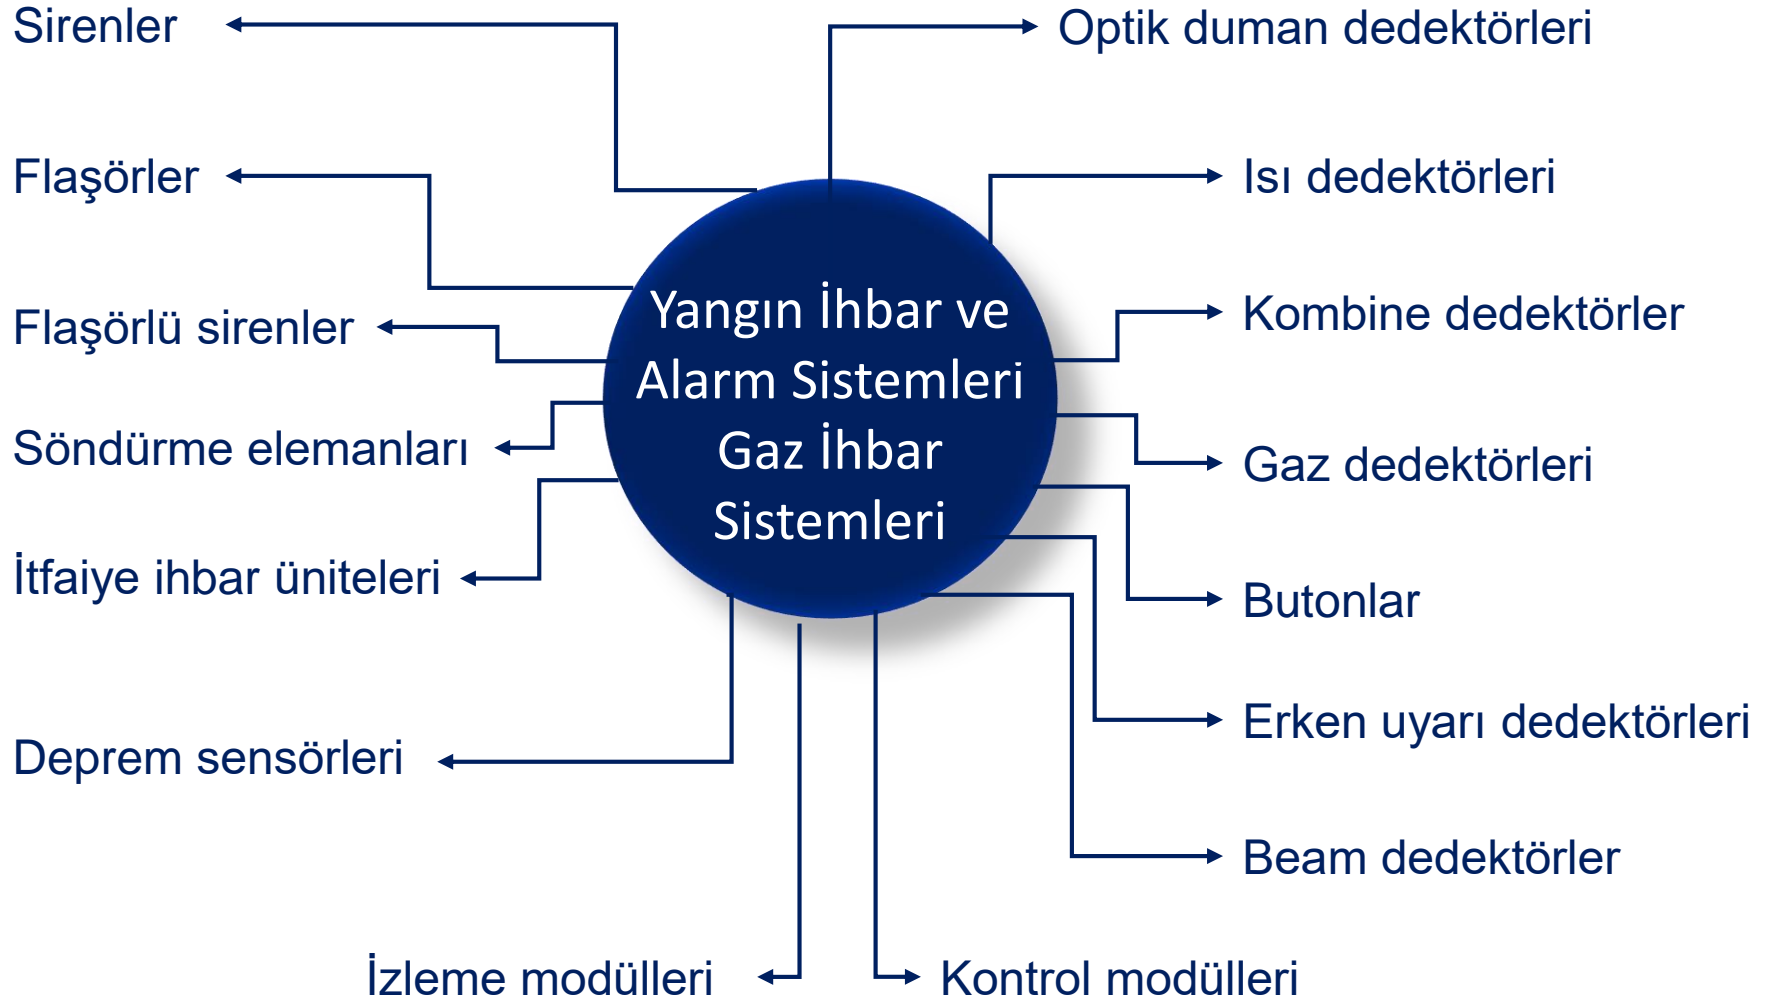 Sirenler
Optik duman dedektörleri
Flaşörler
Isı dedektörleri
Yangın İhbar ve
Alarm Sistemleri
Gaz İhbar
Sistemleri
Flaşörlü sirenler
Kombine dedektörler
Söndürme elemanları
Gaz dedektörleri
İtfaiye ihbar üniteleri
Butonlar
Deprem sensörleri
Erken uyarı dedektörleri
Beam dedektörler
İzleme modülleri
Kontrol modülleri